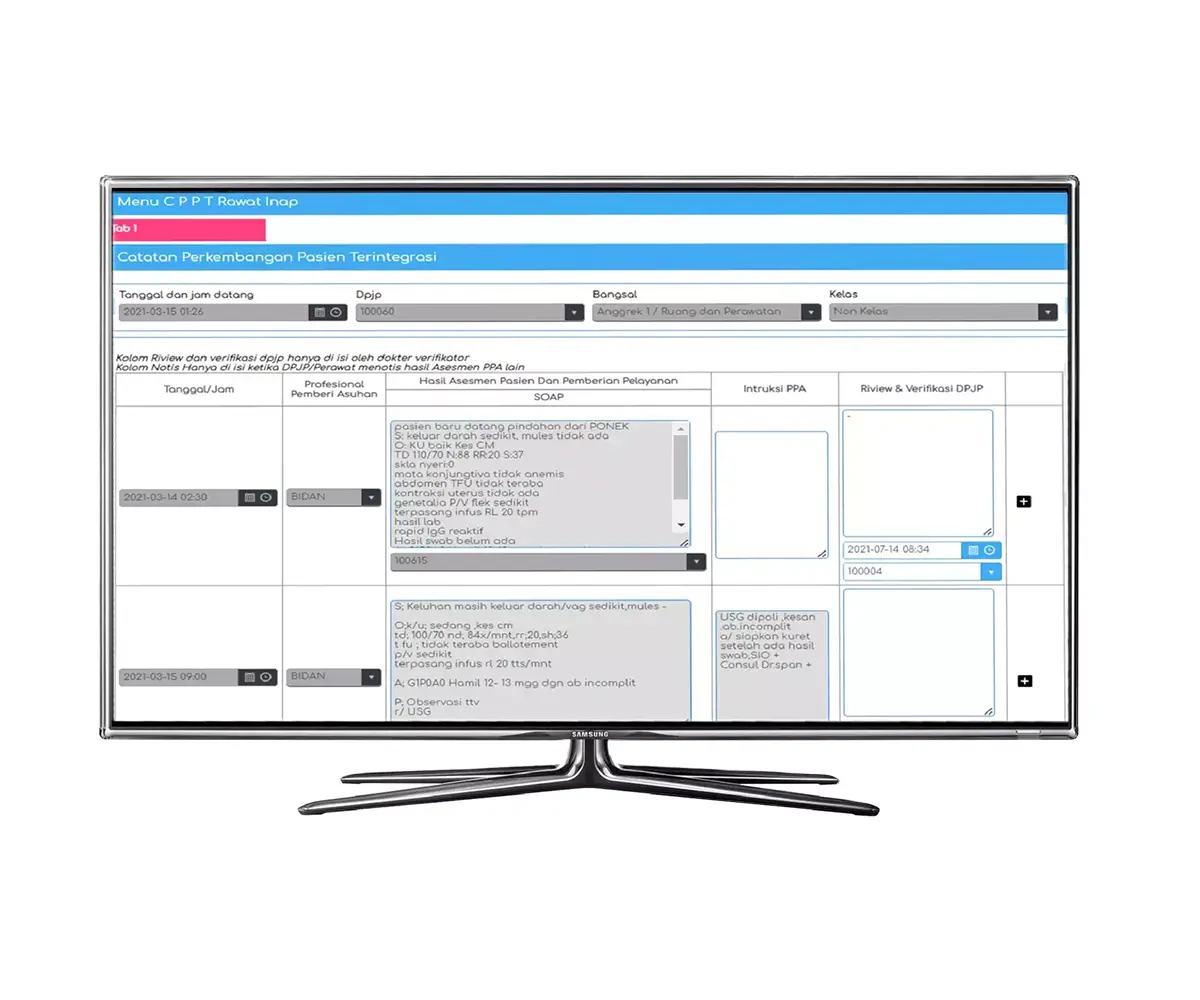 Menu C P P T Rawat Inap
Tab 1
Catatan Perkembangan Pasien Terintegrasi
Tanggal dan jam datang
Dpjp
Bangsal
Kelas
2021-03-15 01:26
100060
Anggrek 1 / Ruang dan Perawatan
Non Kelas
Kolom Riview dan verifikasi dpjp hanya di isi oleh dokter verifikator
Kolom Notis Hanya di isi ketika DPJP/Perawat menotis hasil Asesmen PPA lain
Tanggal/Jam
Profesional
Pemberi Asuhan
Hasil Asesmen Pasien Dan Pemberian Pelayanan
SOAP
Intruksi PPA
Riview & Verifikasi DPJP
2021-03-14 02:30
BIDAN
pasien baru datang pindahan dari PONEK
S: keluar darah sedikit, mules tidak ada
O: KU baik Kes CM
TD 110/70 N:88 RR:20 S:37
skla nyeri:0
mata konjungtiva tidak anemis
abdomen TFU tidak teraba
kontraksi uterus tidak ada
genetalia P/V flek sedikit
terpasang infus RL 20 tpm
hasil lab
rapid IgG reaktif
Hasil swab belum ada
100615
-
2021-07-14 08:34
100004
2021-03-15 09:00
BIDAN
S; Keluhan masih keluar darah/vag sedikit,mules -
O;k/u; sedang ,kes cm
td; 100/70 nd; 84x/mnt,rr;20,sh;36
t fu ; tidak teraba ballotement
p/v sedikit
terpasang infus rl 20 tts/mnt
A; G1P0A0 Hamil 12- 13 mgg dgn ab incomplit
P; Observasi ttv
r/ USG
USG dipoli ,kesan
.ab.incomplit
a/ siapkan kuret
setelah ada hasil
swab,SIO +
Consul Dr.span +
SAMSUNG